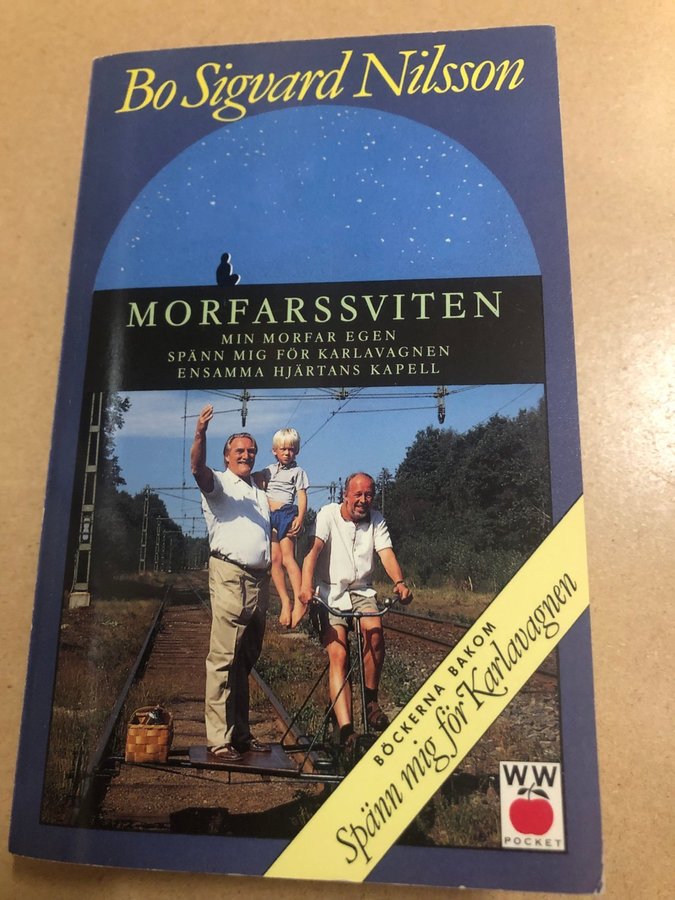 Bo Sigvard Nilsson
MORFARSSVITEN
MIN MORFAR EGEN
SPÄNN MIG FÖR KARLAVAGNEN
ENSAMMA HJÄRTANS KAPELL
BÖCKERNA BAKOM
Spänn mig för Karlavagnen
WW
POCKET